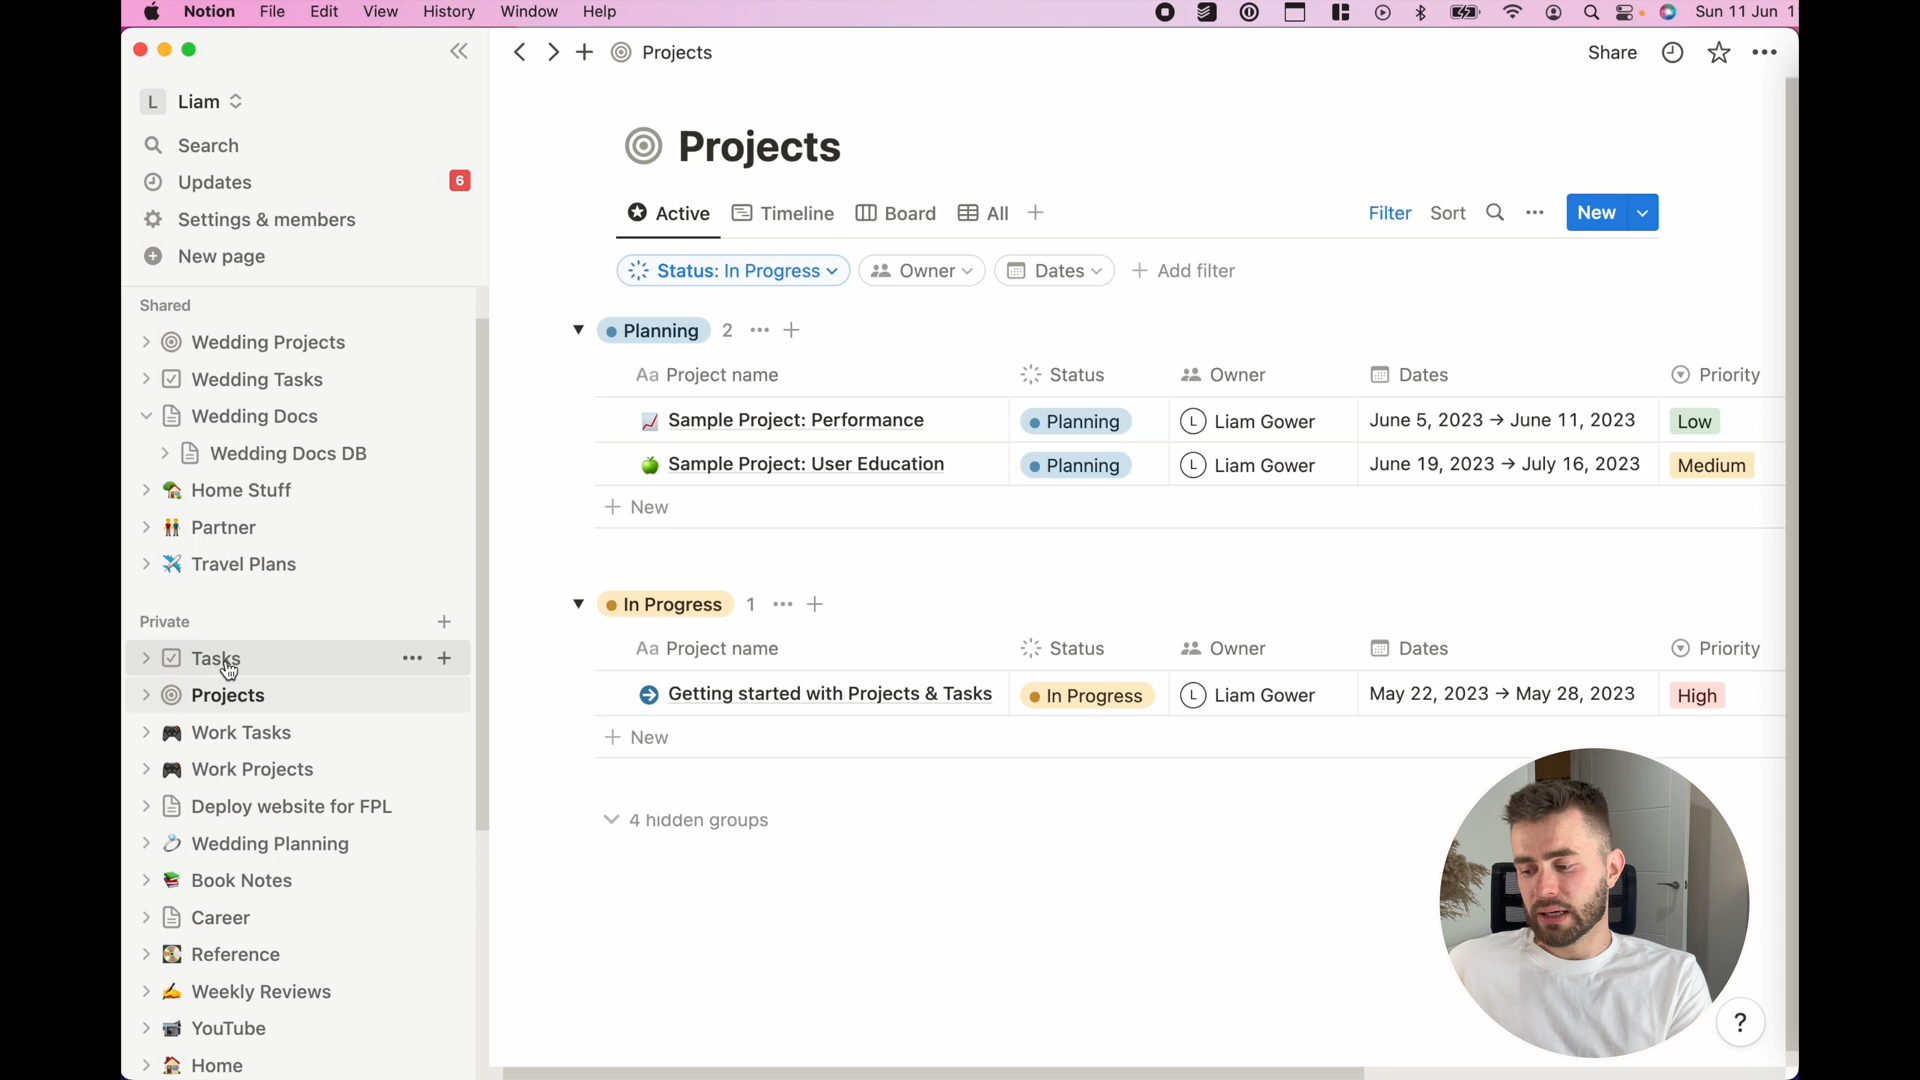 Notion File Edit View History Window Help
Sun 11 Jun 1
Projects
Share
L Liam
Search
Updates 6
Settings & members
New page
Shared
Wedding Projects
Wedding Tasks
Wedding Docs
Wedding Docs DB
Home Stuff
Partner
Travel Plans
Private
Tasks
Projects
Work Tasks
Work Projects
Deploy website for FPL
Wedding Planning
Book Notes
Career
Reference
Weekly Reviews
YouTube
Home
Projects
Active Timeline Board All
Filter Sort New
Status: In Progress Owner Dates Add filter
Planning 2
Aa Project name Status Owner Dates Priority
Sample Project: Performance Planning L Liam Gower June 5, 2023 → June 11, 2023 Low
Sample Project: User Education Planning L Liam Gower June 19, 2023 → July 16, 2023 Medium
New
In Progress 1
Aa Project name Status Owner Dates Priority
Getting started with Projects & Tasks In Progress L Liam Gower May 22, 2023 → May 28, 2023 High
New
4 hidden groups
?